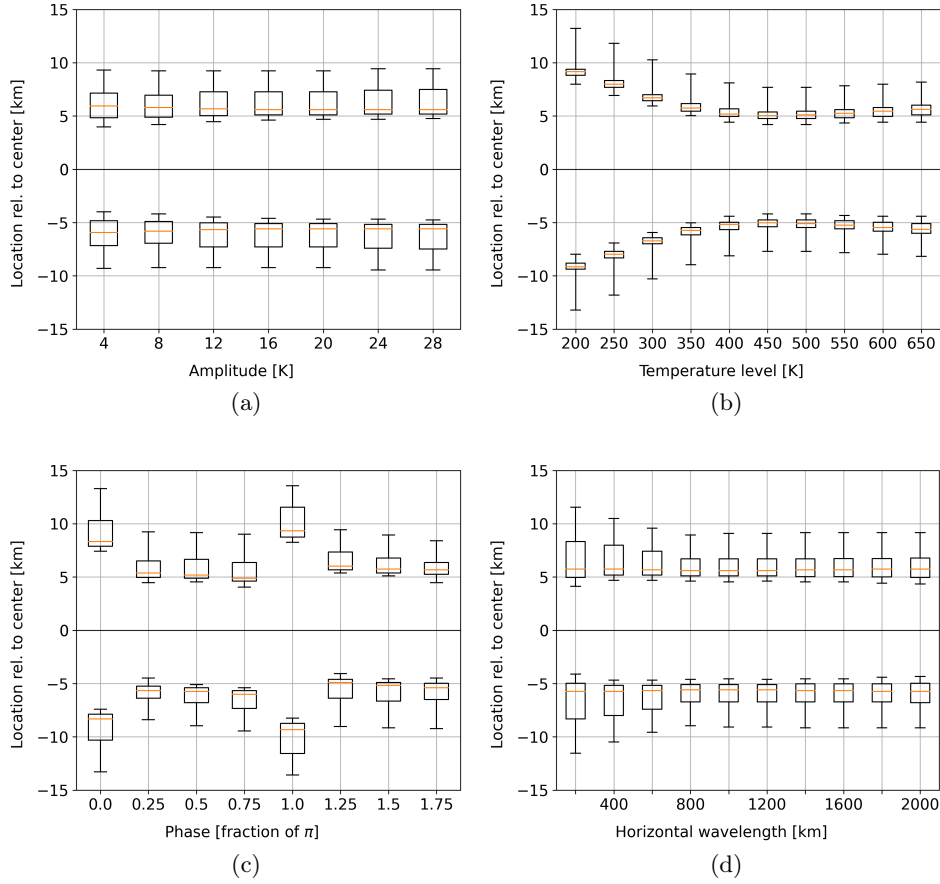 15
10
5
0
−5
−10
−15
Location rel. to center [km]
4 8 12 16 20 24 28
Amplitude [K]
(a)
15
10
5
0
−5
−10
−15
Location rel. to center [km]
200 250 300 350 400 450 500 550 600 650
Temperature level [K]
(b)
15
10
5
0
−5
−10
−15
Location rel. to center [km]
0.0 0.25 0.5 0.75 1.0 1.25 1.5 1.75
Phase [fraction of π]
(c)
15
10
5
0
−5
−10
−15
Location rel. to center [km]
400 800 1200 1600 2000
Horizontal wavelength [km]
(d)